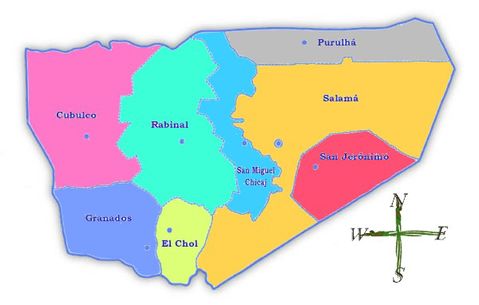 Purulhá
Salamá
Cubulco
Rabinal
San Jerónimo
San Miguel
Chicaj
Granados
El Chol
N
W
E
S